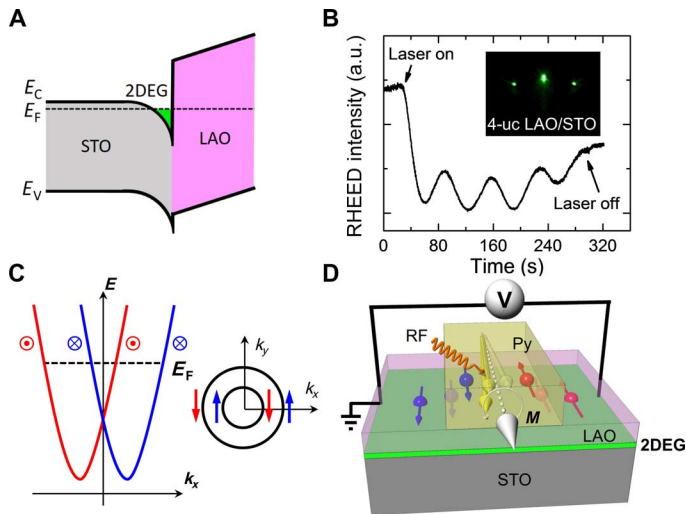 A
E_C
E_F
E_V
2DEG
STO
LAO
B
RHEED intensity (a.u.)
Laser on
4-uc LAO/STO
Laser off
0 80 160 240 320
Time (s)
C
E
E_F
k_x
k_y
k_x
D
V
RF
Py
M
LAO
2DEG
STO